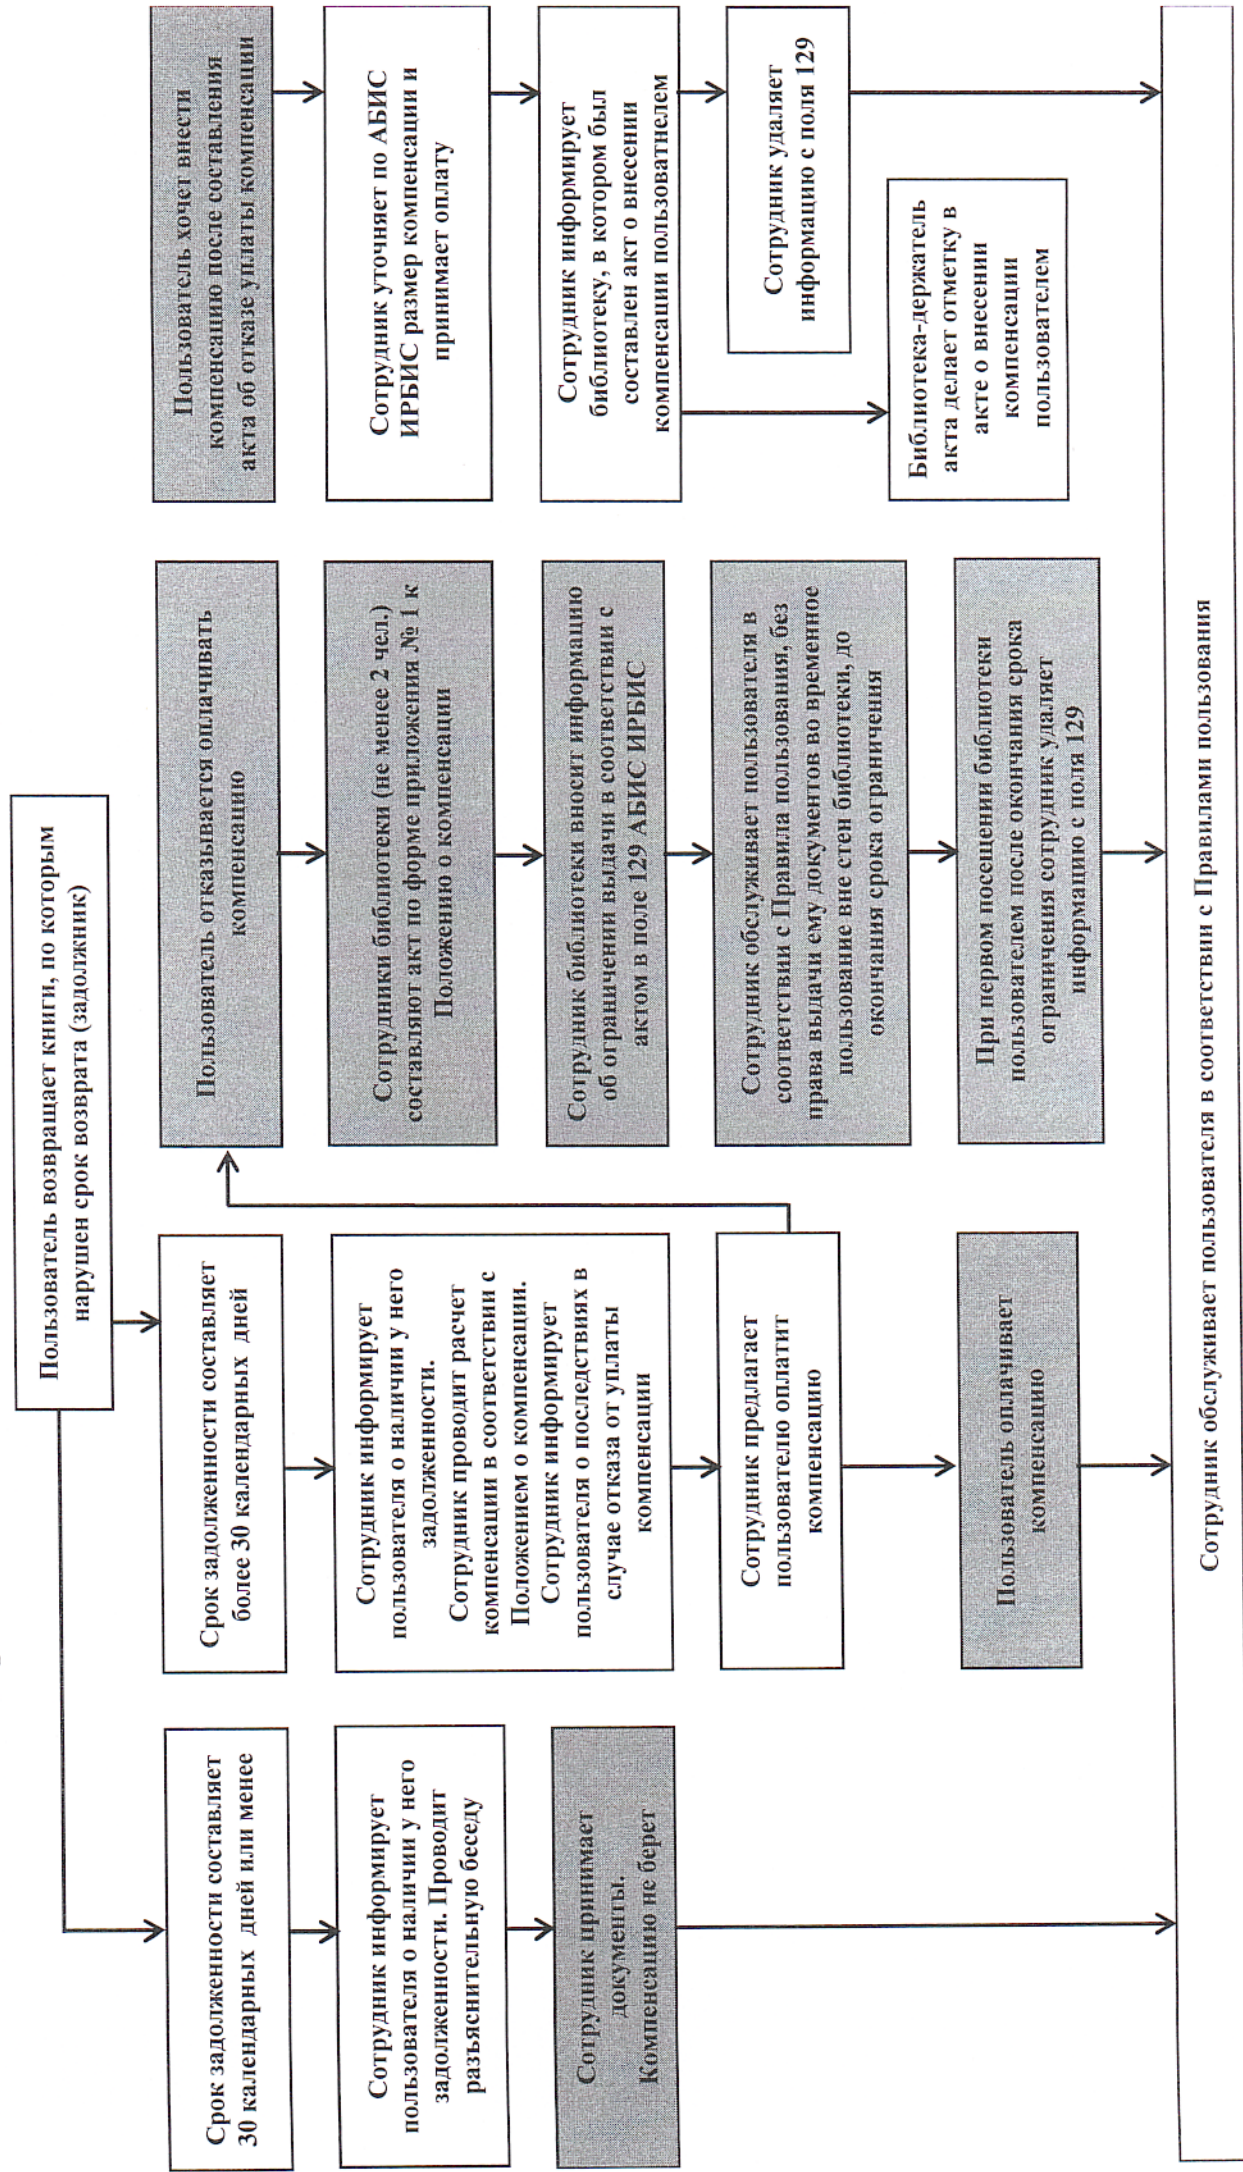 Пользователь возвращает книги, по которым
нарушен срок возврата (задолжник)
Срок задолженности составляет
30 календарных дней или менее
Сотрудник информирует
пользователя о наличии у него
задолженности. Проводит
разъяснительную беседу
Сотрудник принимает
документы.
Компенсацию не берет
Срок задолженности составляет
более 30 календарных дней
Сотрудник информирует
пользователя о наличии у него
задолженности.
Сотрудник проводит расчет
компенсации в соответствии с
Положением о компенсации.
Сотрудник информирует
пользователя о последствиях в
случае отказа от уплаты
компенсации
Сотрудник предлагает
пользователю оплатит
компенсацию
Пользователь оплачивает
компенсацию
Пользователь отказывается оплачивать
компенсацию
Сотрудники библиотеки (не менее 2 чел.)
составляют акт по форме приложения № 1 к
Положению о компенсации
Сотрудник библиотеки вносит информацию
об ограничении выдачи в соответствии с
актом в поле 129 АБИС ИРБИС
Сотрудник обслуживает пользователя в
соответствии с Правила пользования, без
права выдачи ему документов во временное
пользование вне стен библиотеки, до
окончания срока ограничения
При первом посещении библиотеки
пользователем после окончания срока
ограничения сотрудник удаляет
информацию с поля 129
Пользователь хочет внести
компенсацию после составления
акта об отказе уплаты компенсации
Сотрудник уточняет по АБИС
ИРБИС размер компенсации и
принимает оплату
Сотрудник информирует
библиотеку, в котором был
составлен акт о внесении
компенсации пользователем
Сотрудник удаляет
информацию с поля 129
Библиотека-держатель
акта делает отметку в
акте о внесении
компенсации
пользователем
Сотрудник обслуживает пользователя в соответствии с Правилами пользования